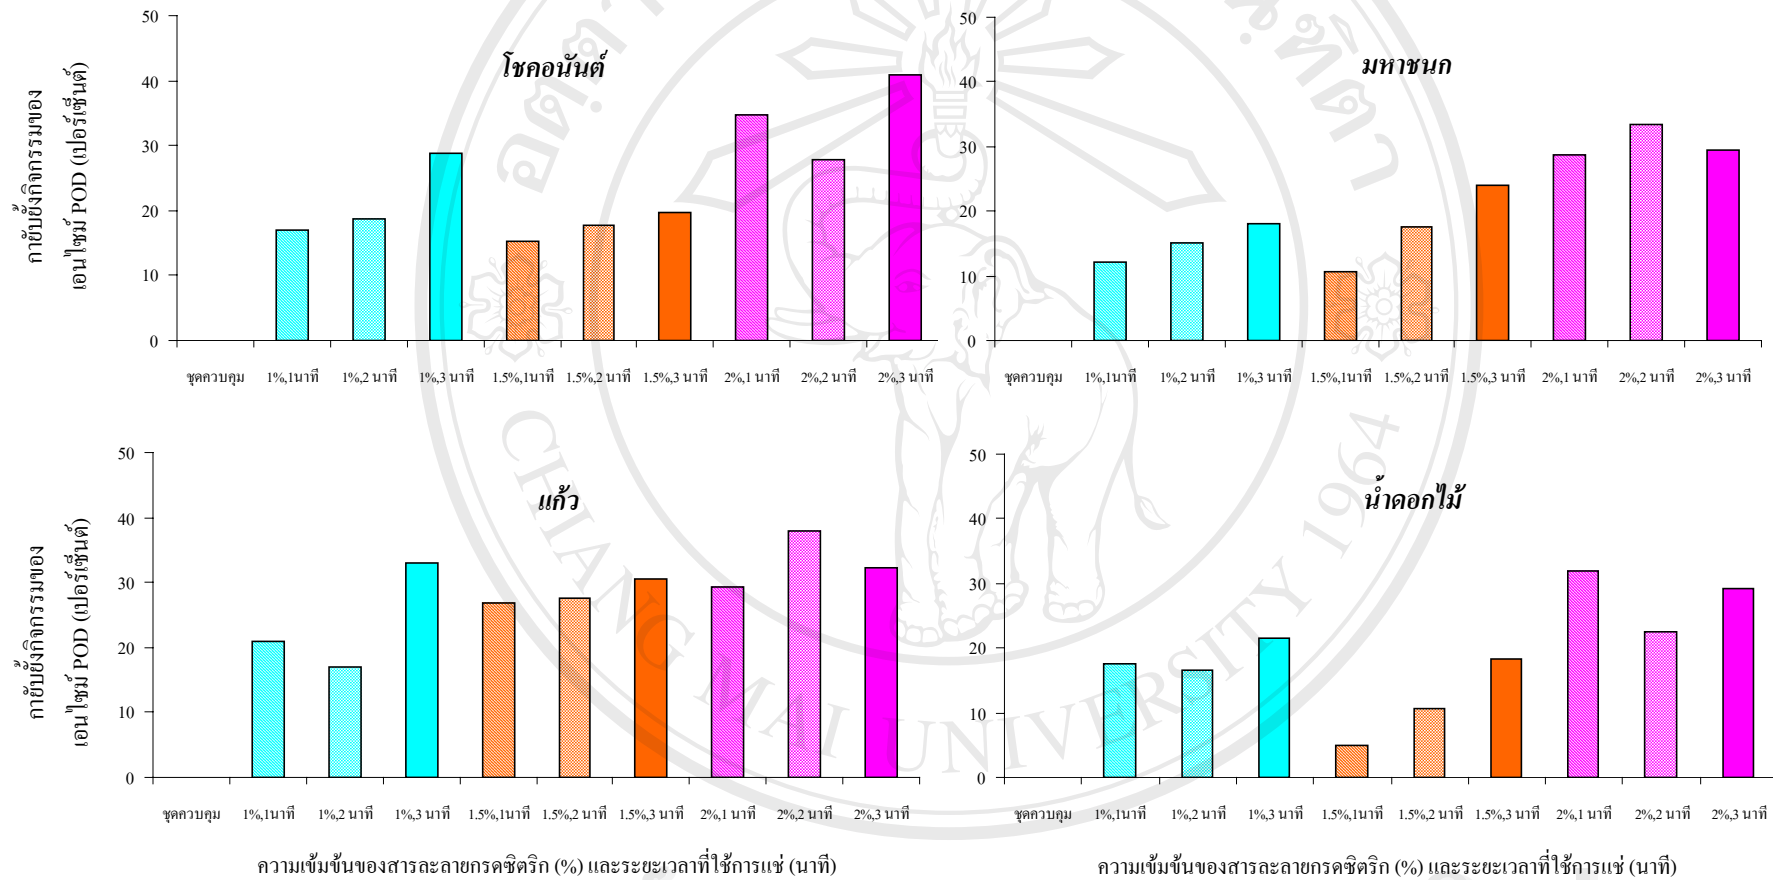 โชคอนันต์
กายับยั้งกิจกรรมของ
เอนไซม์ POD (เปอร์เซ็นต์)
50
40
30
20
10
0
ชุดควบคุม 1%,1นาที 1%,2 นาที 1%,3 นาที 1.5%,1นาที 1.5%,2 นาที 1.5%,3 นาที 2%,1 นาที 2%,2 นาที 2%,3 นาที
มหาชนก
50
40
30
20
10
0
ชุดควบคุม 1%,1นาที 1%,2 นาที 1%,3 นาที 1.5%,1นาที 1.5%,2 นาที 1.5%,3 นาที 2%,1 นาที 2%,2 นาที 2%,3 นาที
แก้ว
กายับยั้งกิจกรรมของ
เอนไซม์ POD (เปอร์เซ็นต์)
50
40
30
20
10
0
ชุดควบคุม 1%,1นาที 1%,2 นาที 1%,3 นาที 1.5%,1นาที 1.5%,2 นาที 1.5%,3 นาที 2%,1 นาที 2%,2 นาที 2%,3 นาที
ความเข้มข้นของสารละลายกรดซิตริก (%) และระยะเวลาที่ใช้การแช่ (นาที)
น้ำดอกไม้
50
40
30
20
10
0
ชุดควบคุม 1%,1นาที 1%,2 นาที 1%,3 นาที 1.5%,1นาที 1.5%,2 นาที 1.5%,3 นาที 2%,1 นาที 2%,2 นาที 2%,3 นาที
ความเข้มข้นของสารละลายกรดซิตริก (%) และระยะเวลาที่ใช้การแช่ (นาที)
CHIANG MAI UNIVERSITY 1964